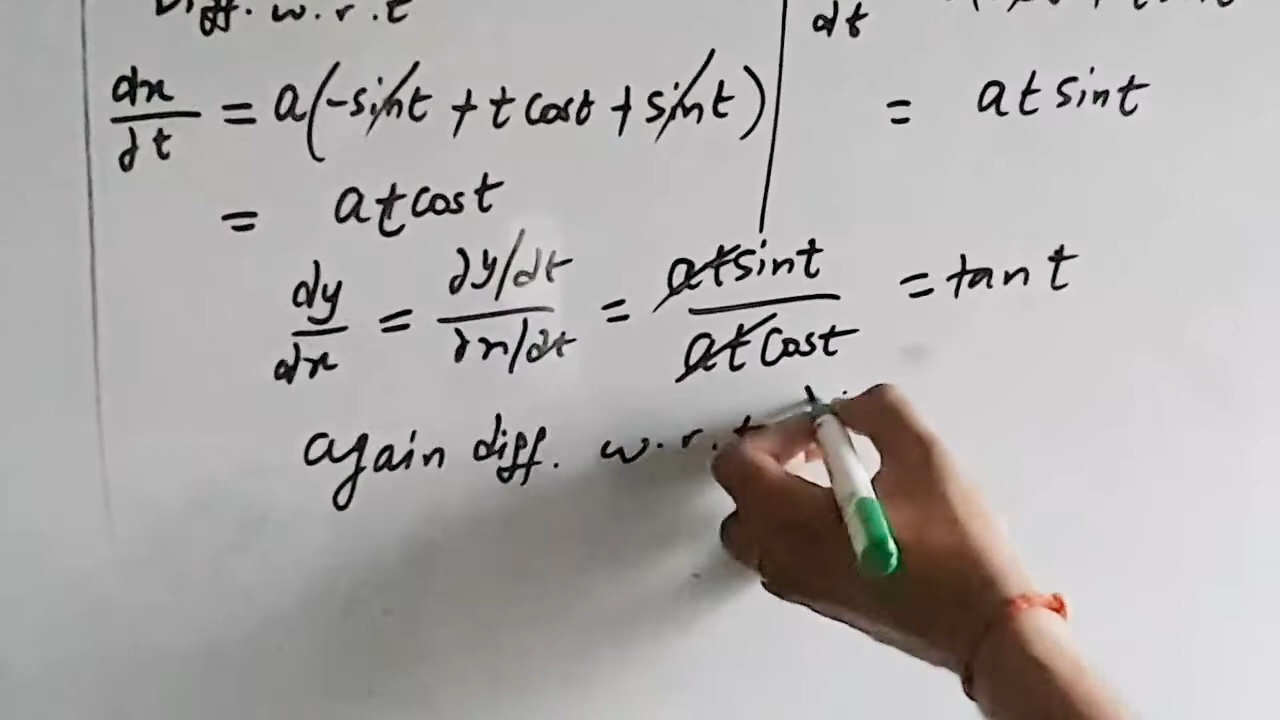 Diff. w.r.t
dx/dt = a(-sint + t cost + sint)
= at cost
dt
= at sint
dy/dx = dy/dt / dx/dt = at sint / at cost = tan t
again diff. w.r.t